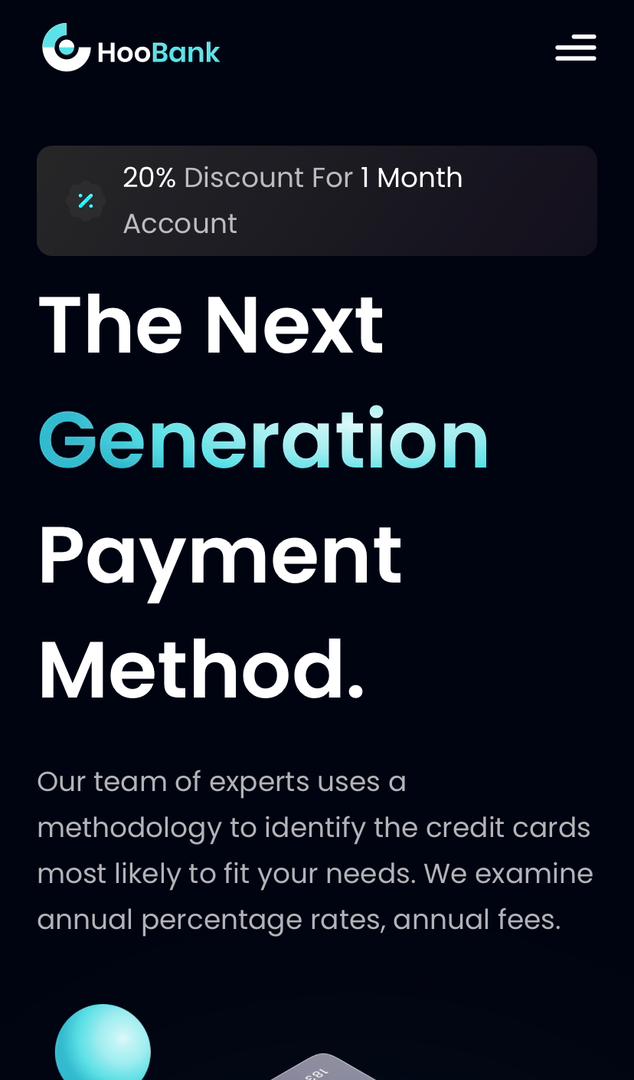 HooBank
20% Discount For 1 Month
Account
The Next
Generation
Payment
Method.
Our team of experts uses a
methodology to identify the credit cards
most likely to fit your needs. We examine
annual percentage rates, annual fees.